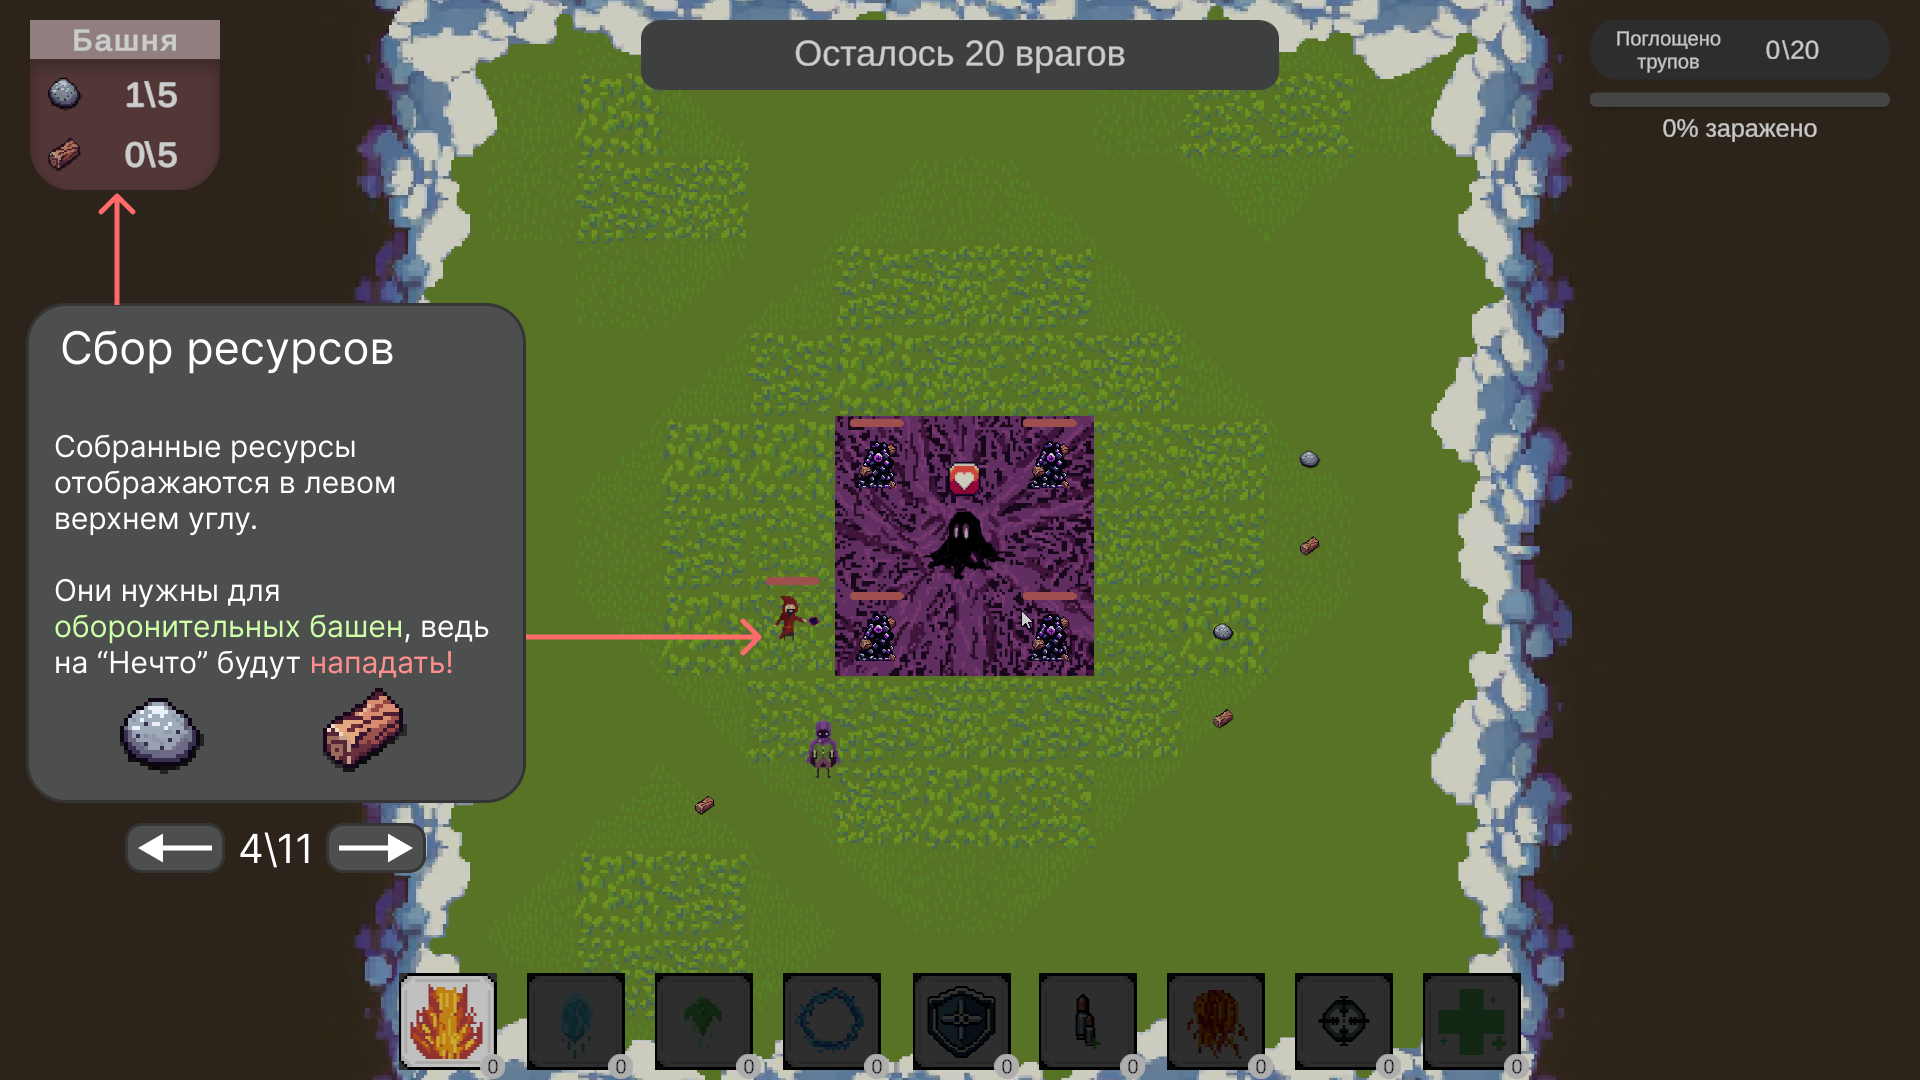 Башня
1\5
0\5
Осталось 20 врагов
Поглощено
трупов
0\20
0% заражено
Сбор ресурсов
Собранные ресурсы
отображаются в левом
верхнем углу.
Они нужны для
оборонительных башен, ведь
на “Нечто” будут нападать!
4\11
0
0
0
0
0
0
0
0
0